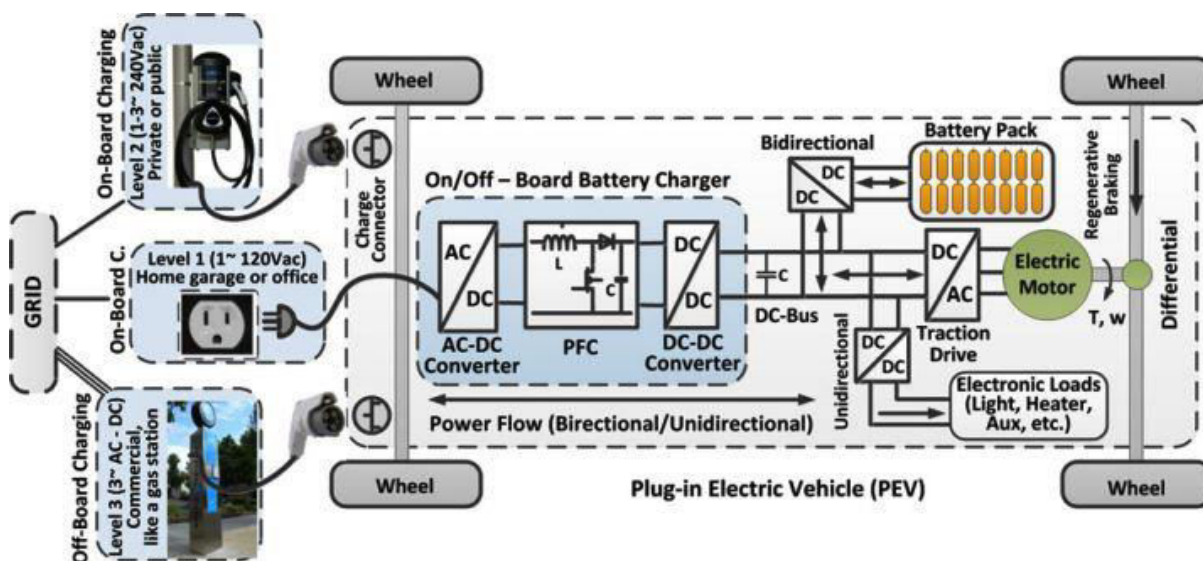 GRID
On-Board Charging
Level 2 (1-3~ 240Vac)
Private or public
On-Board C.
Level 1 (1~ 120Vac)
Home garage or office
Off-Board Charging
Level 3 (3~ AC - DC)
Commercial,
like a gas station
Charge
Connector
Wheel
Wheel
Wheel
Wheel
On/Off – Board Battery Charger
AC
DC
AC-DC
Converter
L
C
PFC
DC
DC
DC-DC
Converter
Power Flow (Birectional/Unidirectional)
C
DC-Bus
Bidirectional
DC
DC
Battery Pack
Unidirectional
DC
DC
DC
AC
Traction
Drive
Electric
Motor
Regenerative
Braking
T, w
Differential
Electronic Loads
(Light, Heater,
Aux, etc.)
Plug-in Electric Vehicle (PEV)